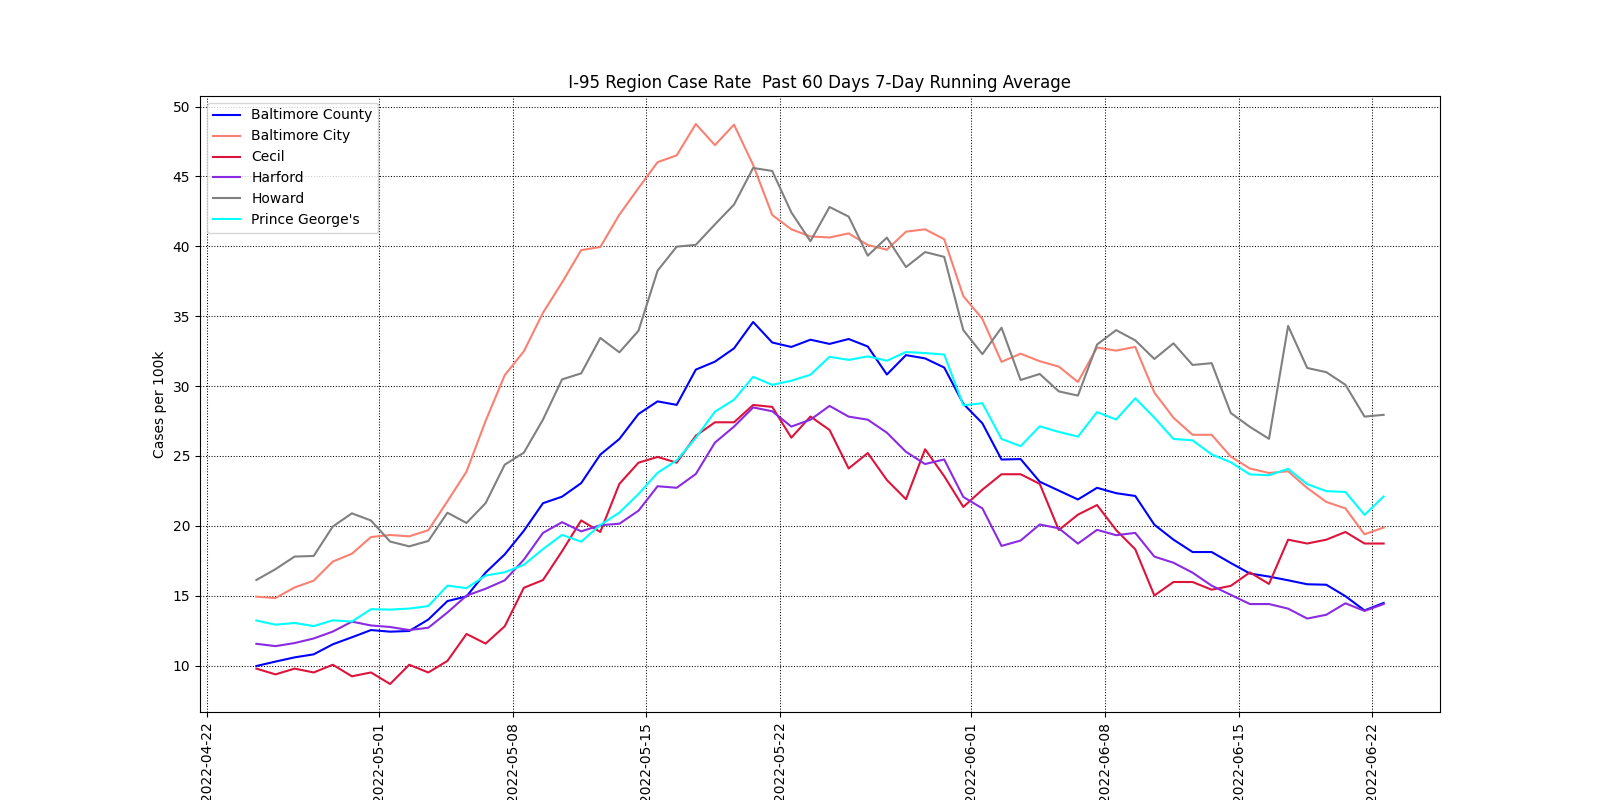 I-95 Region Case Rate  Past 60 Days 7-Day Running Average
Cases per 100k
50
45
40
35
30
25
20
15
10
Baltimore County
Baltimore City
Cecil
Harford
Howard
Prince George's
2022-04-22
2022-05-01
2022-05-08
2022-05-15
2022-05-22
2022-06-01
2022-06-08
2022-06-15
2022-06-22